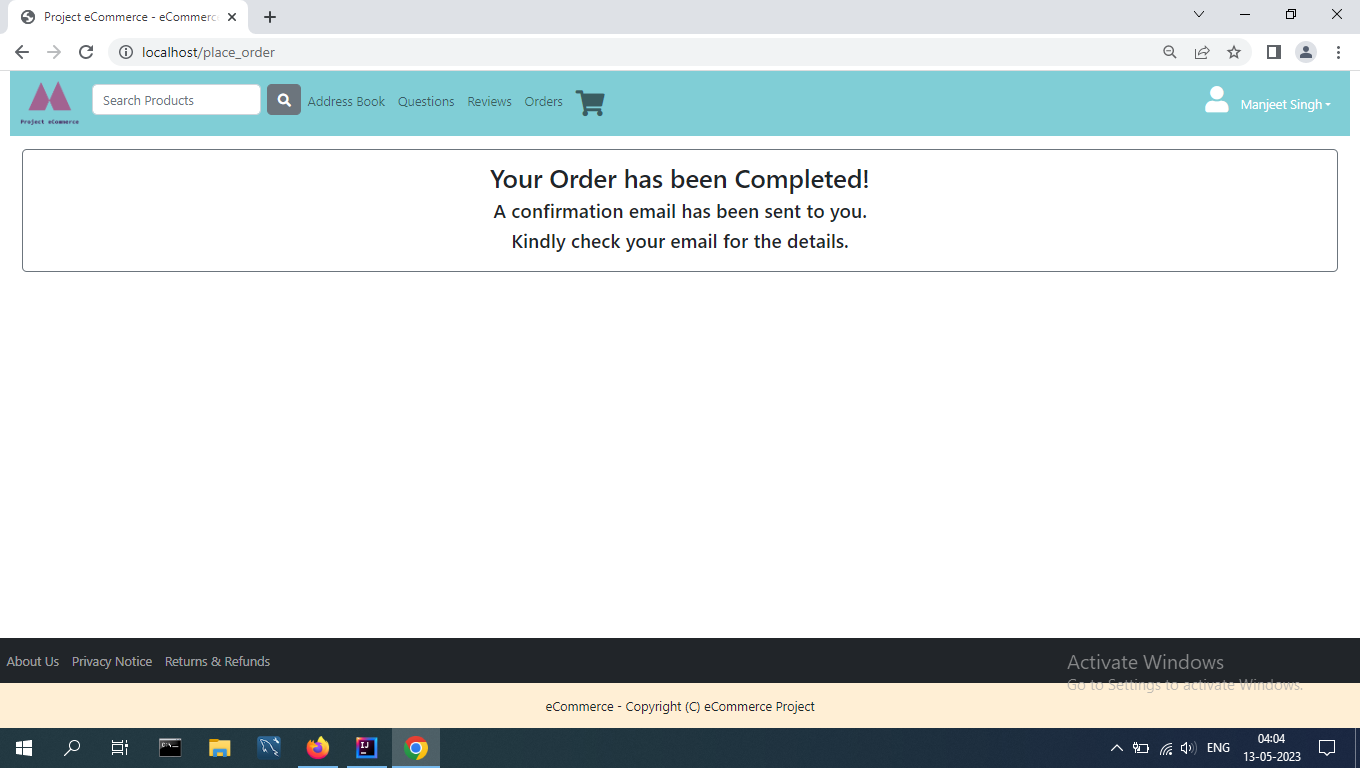 Project eCommerce - eCommerc
localhost/place_order
Project eCommerce
Search Products
Address Book
Questions
Reviews
Orders
Manjeet Singh
Your Order has been Completed!
A confirmation email has been sent to you.
Kindly check your email for the details.
About Us
Privacy Notice
Returns & Refunds
Activate Windows
Go to Settings to activate Windows.
eCommerce - Copyright (C) eCommerce Project
IJ
ENG
04:04
13-05-2023